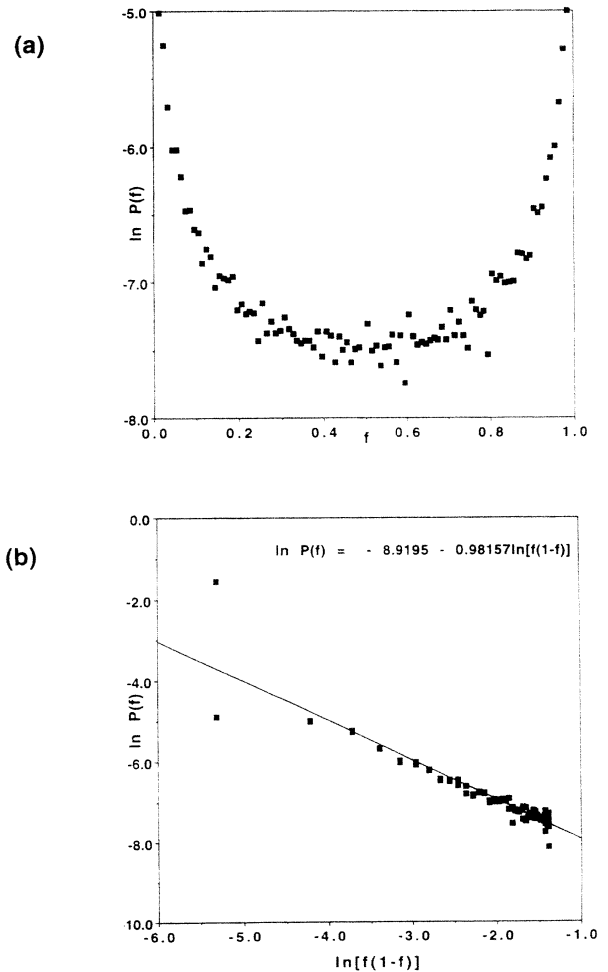 (a)
-5.0
-6.0
ln P(f)
-7.0
-8.0
0.0 0.2 0.4 0.6 0.8 1.0
f
(b)
0.0
ln P(f) = - 8.9195 - 0.98157ln[f(1-f)]
-2.0
-4.0
ln P(f)
-6.0
-8.0
10.0
-6.0 -5.0 -4.0 -3.0 -2.0 -1.0
ln[f(1-f)]